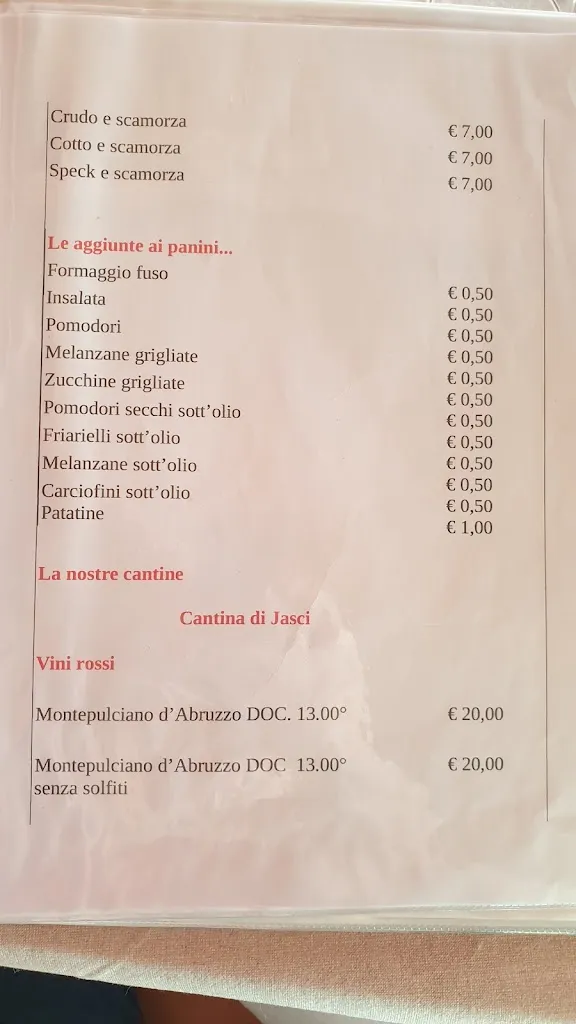 Crudo e scamorza € 7,00
Cotto e scamorza € 7,00
Speck e scamorza € 7,00
Le aggiunte ai panini...
Formaggio fuso
Insalata
Pomodori
Melanzane grigliate
Zucchine grigliate
Pomodori secchi sott'olio
Friarielli sott'olio
Melanzane sott'olio
Carciofini sott'olio
Patatine
€ 0,50
€ 0,50
€ 0,50
€ 0,50
€ 0,50
€ 0,50
€ 0,50
€ 0,50
€ 0,50
€ 0,50
€ 0,50
€ 1,00
La nostre cantine
Cantina di Jasci
Vini rossi
Montepulciano d'Abruzzo DOC. 13.00° € 20,00
Montepulciano d'Abruzzo DOC 13.00° € 20,00
senza solfiti